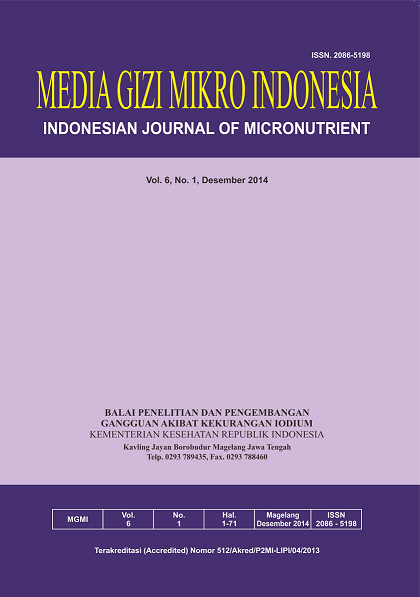 ISSN. 2086-5198
MEDIA GIZI MIKRO INDONESIA
INDONESIAN JOURNAL OF MICRONUTRIENT
Vol. 6, No. 1, Desember 2014
BALAI PENELITIAN DAN PENGEMBANGAN
GANGGUAN AKIBAT KEKURANGAN IODIUM
KEMENTERIAN KESEHATAN REPUBLIK INDONESIA
Kavling Jayan Borobudur Magelang Jawa Tengah
Telp. 0293 789435, Fax. 0293 788460
MGMI Vol. 6 No. 1 Hal. 1-71 Magelang Desember 2014 ISSN 2086 - 5198
Terakreditasi (Accredited) Nomor 512/Akred/P2MI-LIPI/04/2013